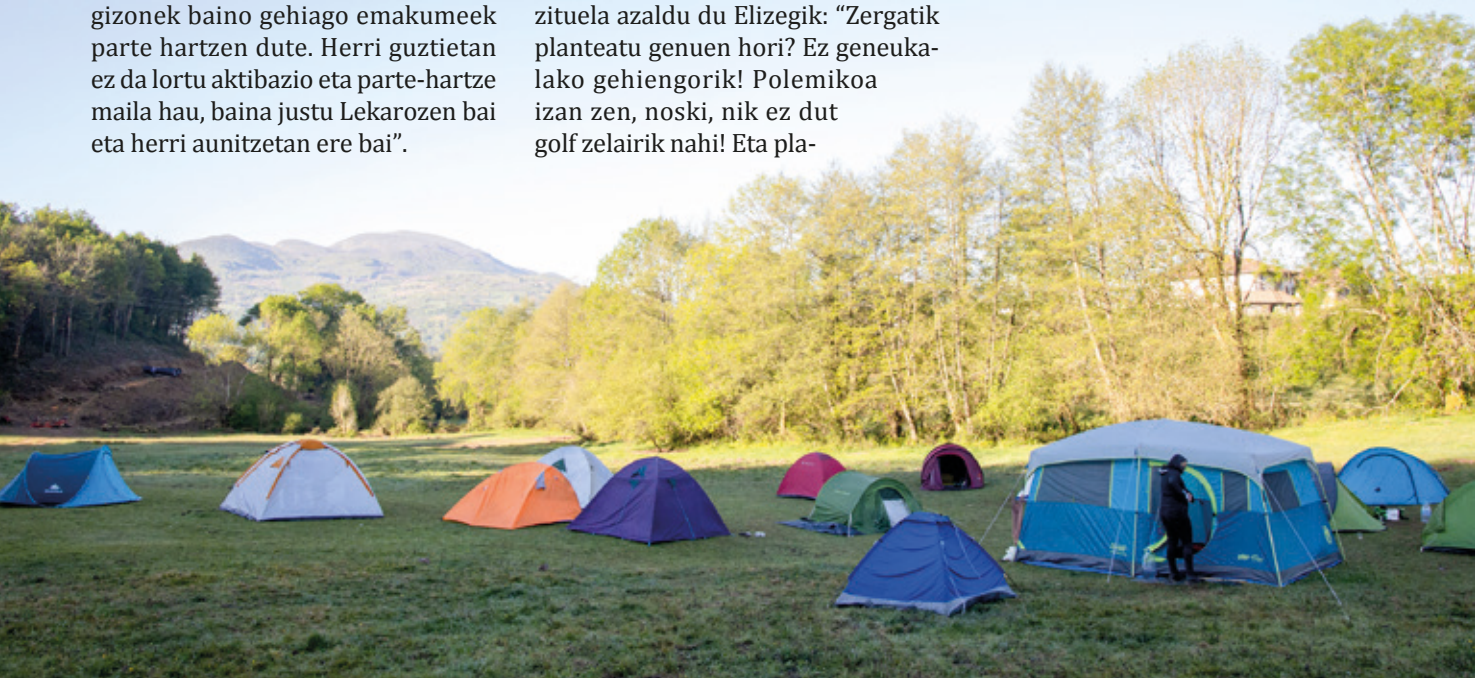 gizonek baino gehiago emakumeek
parte hartzen dute. Herri guztietan
ez da lortu aktibazio eta parte-hartze
maila hau, baina justu Lekarozen bai
eta herri aunitzetan ere bai”.
zituela azaldu du Elizegik: “Zergatik
planteatu genuen hori? Ez geneuka-
lako gehiengorik! Polemikoa
izan zen, noski, nik ez dut
golf zelairik nahi! Eta pla-